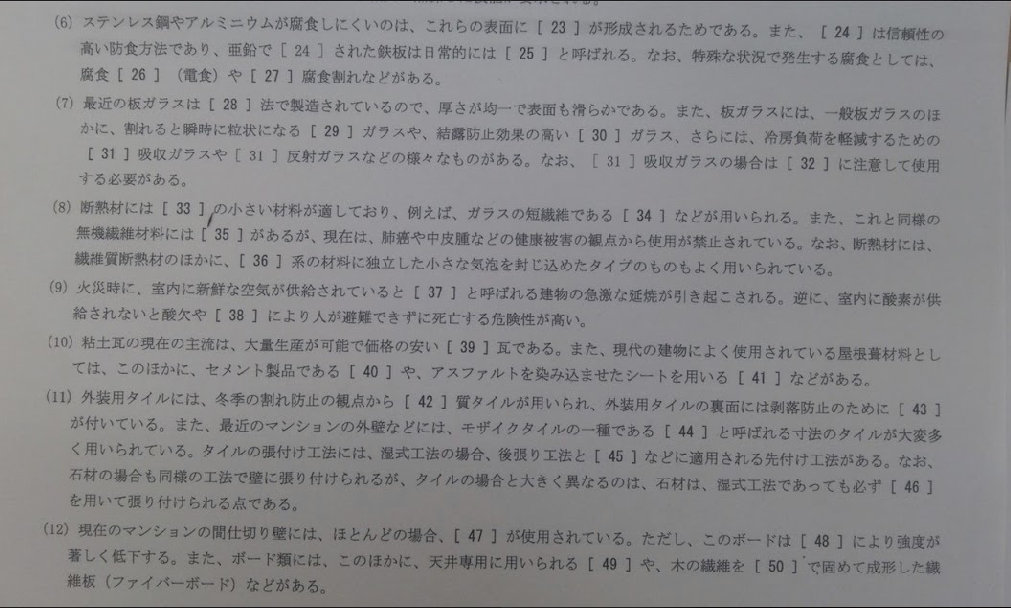 (6) ステンレス鋼やアルミニウムが腐食しにくいのは、これらの表面に [ 23 ] が形成されるためである。また、 [ 24 ] は信頼性の
高い防食方法であり、亜鉛で [ 24 ] された鉄板は日常的には [ 25 ] と呼ばれる。なお、特殊な状況で発生する腐食としては、
腐食 [ 26 ] (電食) や [ 27 ] 腐食割れなどがある。
(7) 最近の板ガラスは [ 28 ] 法で製造されているので、厚さが均一で表面も滑らかである。また、板ガラスには、一般板ガラスのほ
かに、割れると瞬時に粒状になる [ 29 ] ガラスや、結露防止効果の高い [ 30 ] ガラス、さらには、冷房負荷を軽減するための
[ 31 ] 吸収ガラスや [ 31 ] 反射ガラスなどの様々なものがある。なお、 [ 31 ] 吸収ガラスの場合は [ 32 ] に注意して使用
する必要がある。
(8) 断熱材には [ 33 ] の小さい材料が適しており、例えば、ガラスの短繊維である [ 34 ] などが用いられる。また、これと同様の
無機繊維材料には [ 35 ] があるが、現在は、肺癌や中皮腫などの健康被害の観点から使用が禁止されている。なお、断熱材には、
繊維質断熱材のほかに、[ 36 ] 系の材料に独立した小さな気泡を封じ込めたタイプのものもよく用いられている。
(9) 火災時に、室内に新鮮な空気が供給されていると [ 37 ] と呼ばれる建物の急激な延焼が引き起こされる。逆に、室内に酸素が供
給されないと酸欠や [ 38 ] により人が避難できずに死亡する危険性が高い。
(10) 粘土瓦の現在の主流は、大量生産が可能で価格の安い [ 39 ] 瓦である。また、現代の建物によく使用されている屋根葺材料とし
ては、このほかに、セメント製品である [ 40 ] や、アスファルトを染み込ませたシートを用いる [ 41 ] などがある。
(11) 外装用タイルには、冬季の割れ防止の観点から [ 42 ] 質タイルが用いられ、外装用タイルの裏面には剥落防止のために [ 43 ]
が付いている。また、最近のマンションの外壁などには、モザイクタイルの一種である [ 44 ] と呼ばれる寸法のタイルが大変多
く用いられている。タイルの張付け工法には、湿式工法の場合、後張り工法と [ 45 ] などに適用される先付け工法がある。なお、
石材の場合も同様の工法で壁に張り付けられるが、タイルの場合と大きく異なるのは、石材は、湿式工法であっても必ず [ 46 ]
を用いて張り付けられる点である。
(12) 現在のマンションの間仕切り壁には、ほとんどの場合、[ 47 ] が使用されている。ただし、このボードは [ 48 ] により強度が
著しく低下する。また、ボード類には、このほかに、天井専用に用いられる [ 49 ] や、木の繊維を [ 50 ] で固めて成形した繊
維板 (ファイバーボード) などがある。